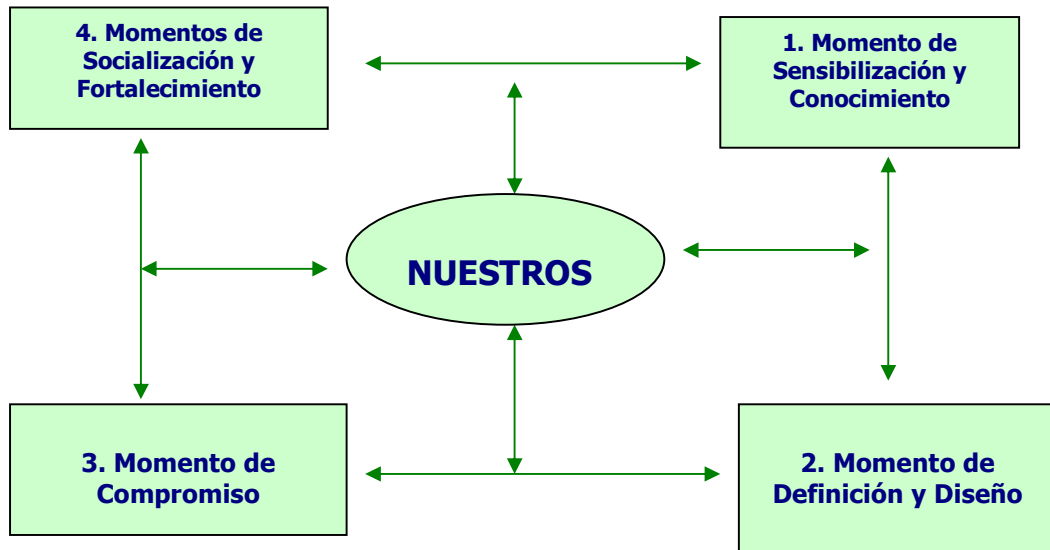 4. Momentos de
Socialización y
Fortalecimiento
1. Momento de
Sensibilización y
Conocimiento
NUESTROS
3. Momento de
Compromiso
2. Momento de
Definición y Diseño